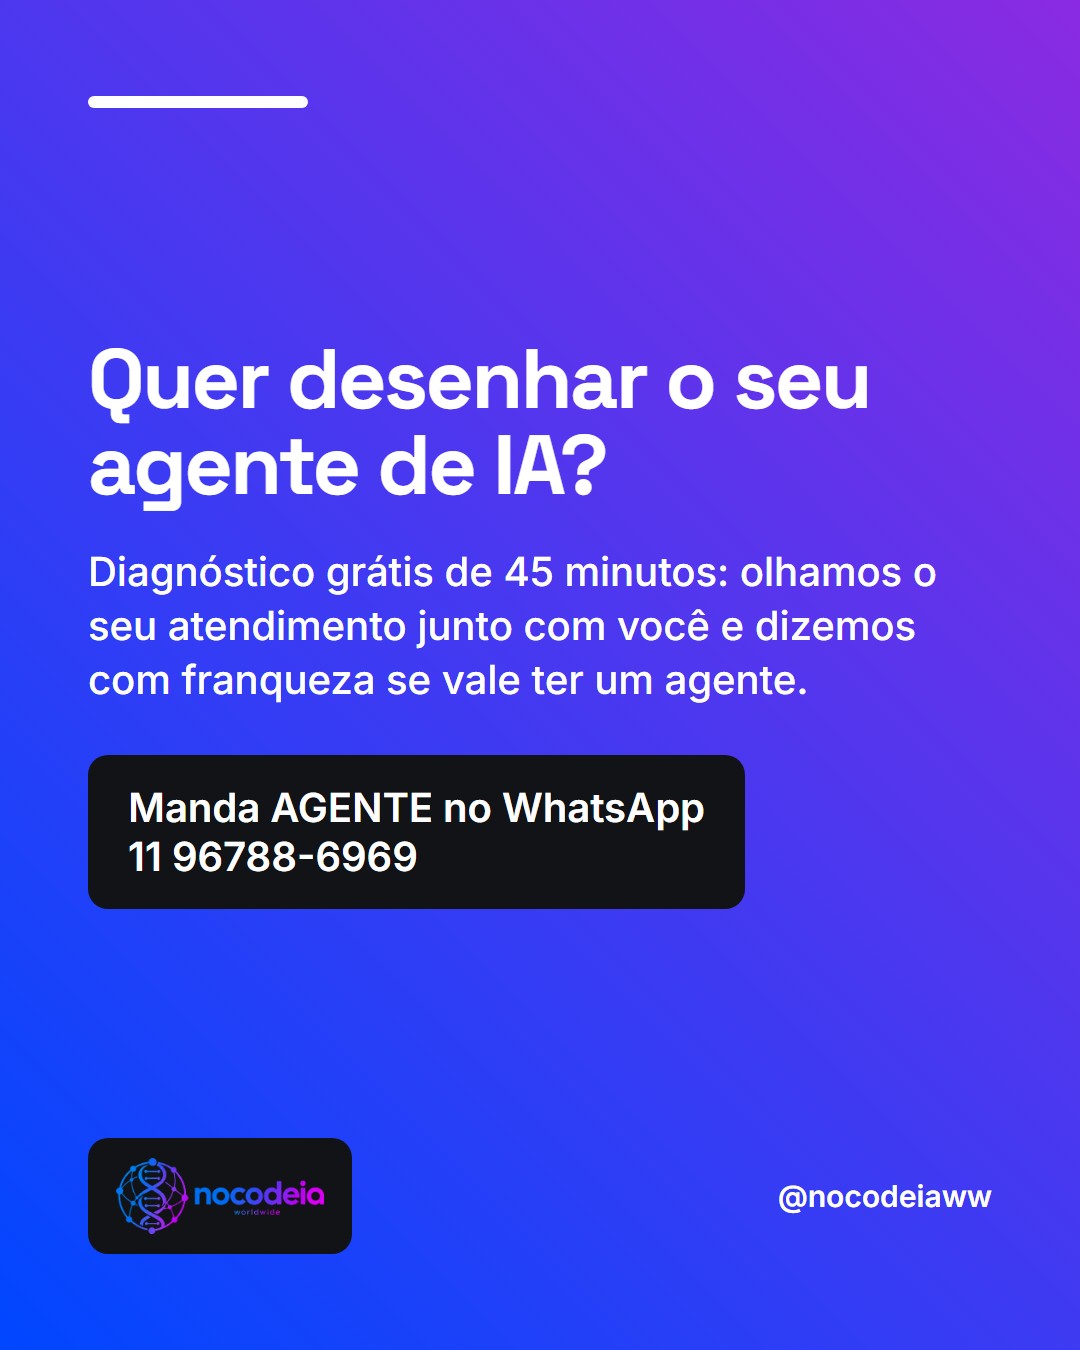 Quer desenhar o seu
agente de IA?
Diagnóstico grátis de 45 minutos: olhamos o
seu atendimento junto com você e dizemos
com franqueza se vale ter um agente.
Manda AGENTE no WhatsApp
11 96788-6969
nocodeia
worldwide
@nocodeiaww